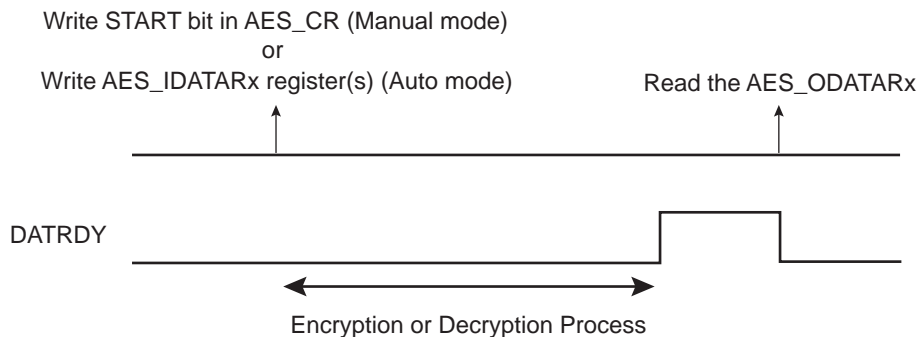 Write START bit in AES_CR (Manual mode)
or
Write AES_IDATARx register(s) (Auto mode)
Read the AES_ODATARx
DATRDY
Encryption or Decryption Process